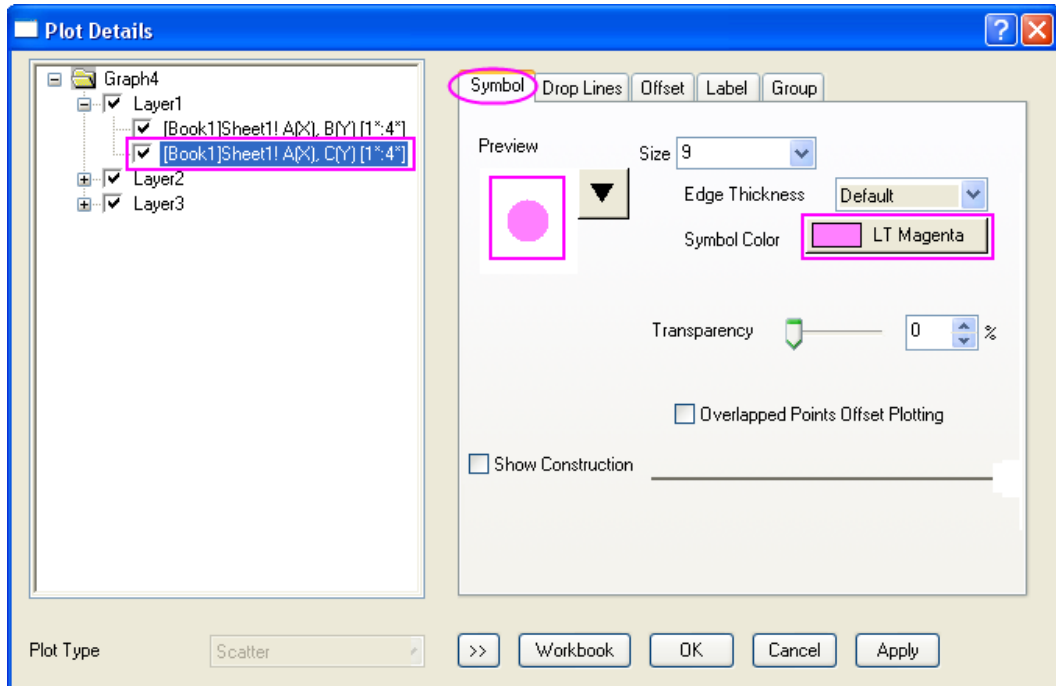 Plot Details
Graph4
Layer1
[Book1]Sheet1! A(X), B(Y) [1*:4*]
[Book1]Sheet1! A(X), C(Y) [1*:4*]
Layer2
Layer3
Symbol Drop Lines Offset Label Group
Preview
Size 9
Edge Thickness Default
Symbol Color LT Magenta
Transparency 0 %
Overlapped Points Offset Plotting
Show Construction
Plot Type Scatter >> Workbook OK Cancel Apply